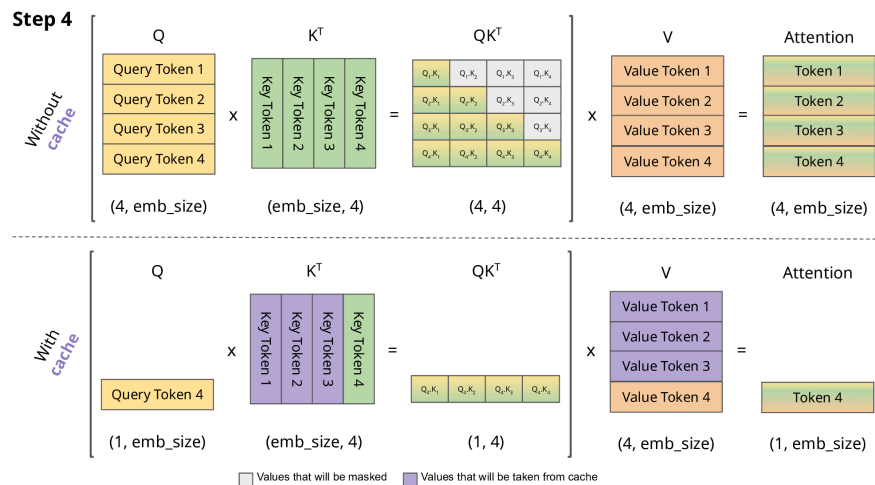 Step 4
Without
cache
Q
K^T
QK^T
V
Attention
Query Token 1
Query Token 2
Query Token 3
Query Token 4
x
Key Token 1
Key Token 2
Key Token 3
Key Token 4
=
Q₁.K₁ Q₁.K₂ Q₁.K₃ Q₁.K₄
Q₂.K₁ Q₂.K₂ Q₂.K₃ Q₂.K₄
Q₃.K₁ Q₃.K₂ Q₃.K₃ Q₃.K₄
Q₄.K₁ Q₄.K₂ Q₄.K₃ Q₄.K₄
x
Value Token 1
Value Token 2
Value Token 3
Value Token 4
=
Token 1
Token 2
Token 3
Token 4
(4, emb_size)
(emb_size, 4)
(4, 4)
(4, emb_size)
(4, emb_size)
With
cache
Q
K^T
QK^T
V
Attention
Query Token 4
x
Key Token 1
Key Token 2
Key Token 3
Key Token 4
=
Q₄.K₁ Q₄.K₂ Q₄.K₃ Q₄.K₄
x
Value Token 1
Value Token 2
Value Token 3
Value Token 4
=
Token 4
(1, emb_size)
(emb_size, 4)
(1, 4)
(4, emb_size)
(1, emb_size)
Values that will be masked
Values that will be taken from cache